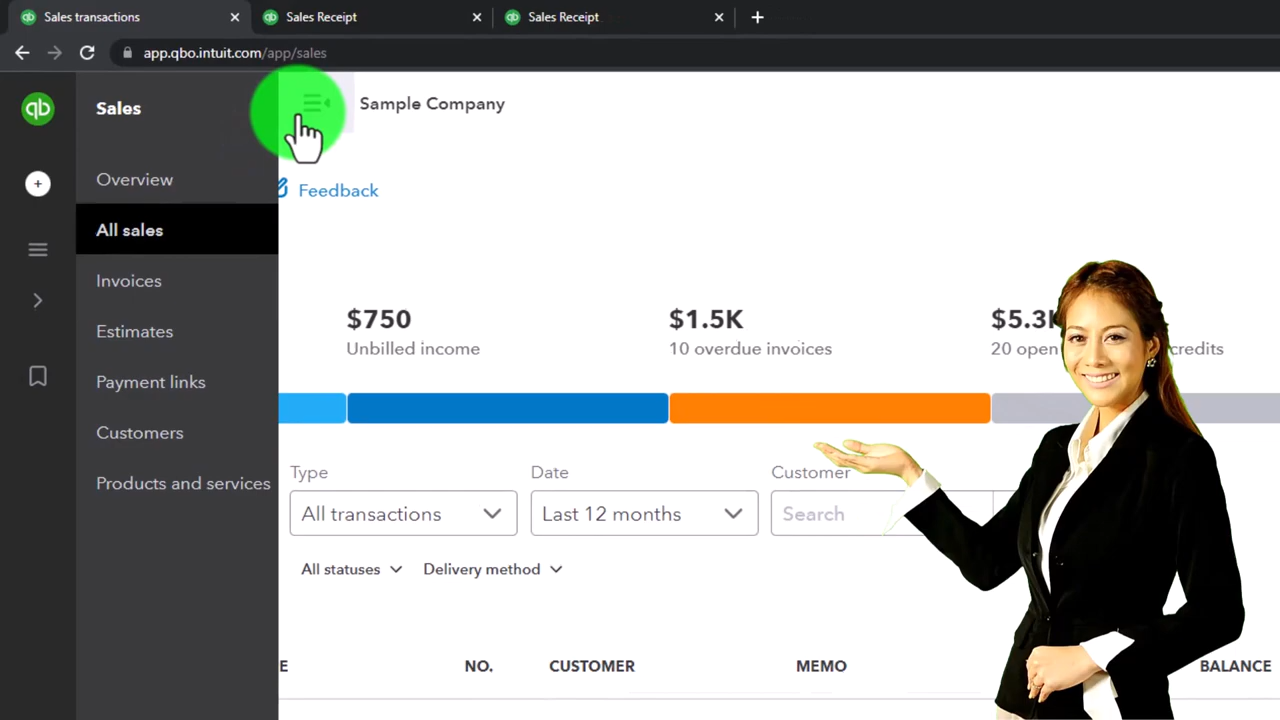 Sales transactions
Sales Receipt
Sales Receipt
app.qbo.intuit.com/app/sales
qb
Sales
Sample Company
Overview
Feedback
All sales
Invoices
Estimates
Payment links
Customers
Products and services
$750
Unbilled income
$1.5K
10 overdue invoices
$5.3K
20 open credits
Type
All transactions
Date
Last 12 months
Customer
Search
All statuses
Delivery method
E
NO.
CUSTOMER
MEMO
BALANCE